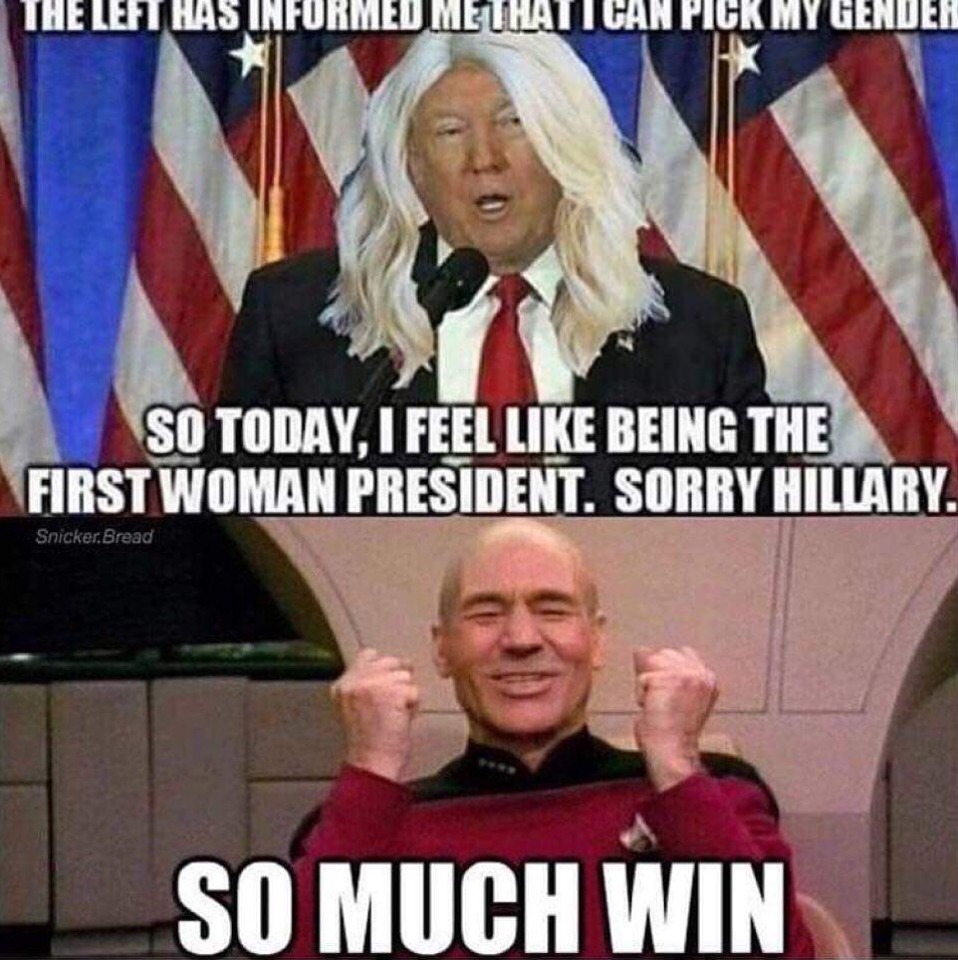 THE LEFT HAS INFORMED ME THAT I CAN PICK MY GENDER
SO TODAY, I FEEL LIKE BEING THE
FIRST WOMAN PRESIDENT. SORRY HILLARY.
Snicker.Bread
SO MUCH WIN